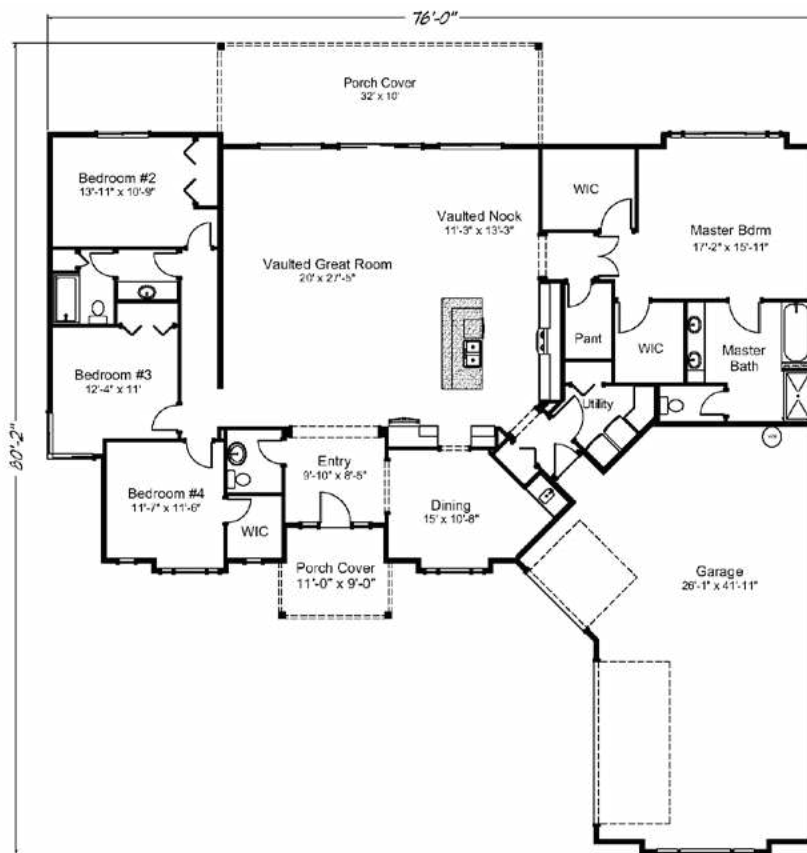 76'-0"
Porch Cover
32' x 10'
Bedroom #2
13'-11" x 10'-9"
WIC
Vaulted Nook
11'-3" x 13'-3"
Master Bdrm
17'-2" x 15'-11"
Vaulted Great Room
20' x 27'-5"
Pant
WIC
Master
Bath
Bedroom #3
12'-4" x 11'
Utility
80'-2"
Entry
9'-10" x 8'-5"
Bedroom #4
11'-7" x 11'-6"
Dining
15' x 10'-8"
WIC
Porch Cover
11'-0" x 9'-0"
Garage
26'-1" x 41'-11"